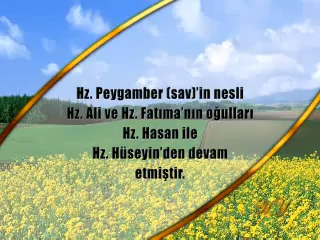 Hz. Peygamber (sav)'in nesli
Hz. Ali ve Hz. Fatıma'nın oğulları
Hz. Hasan ile
Hz. Hüseyin'den devam
etmiştir.